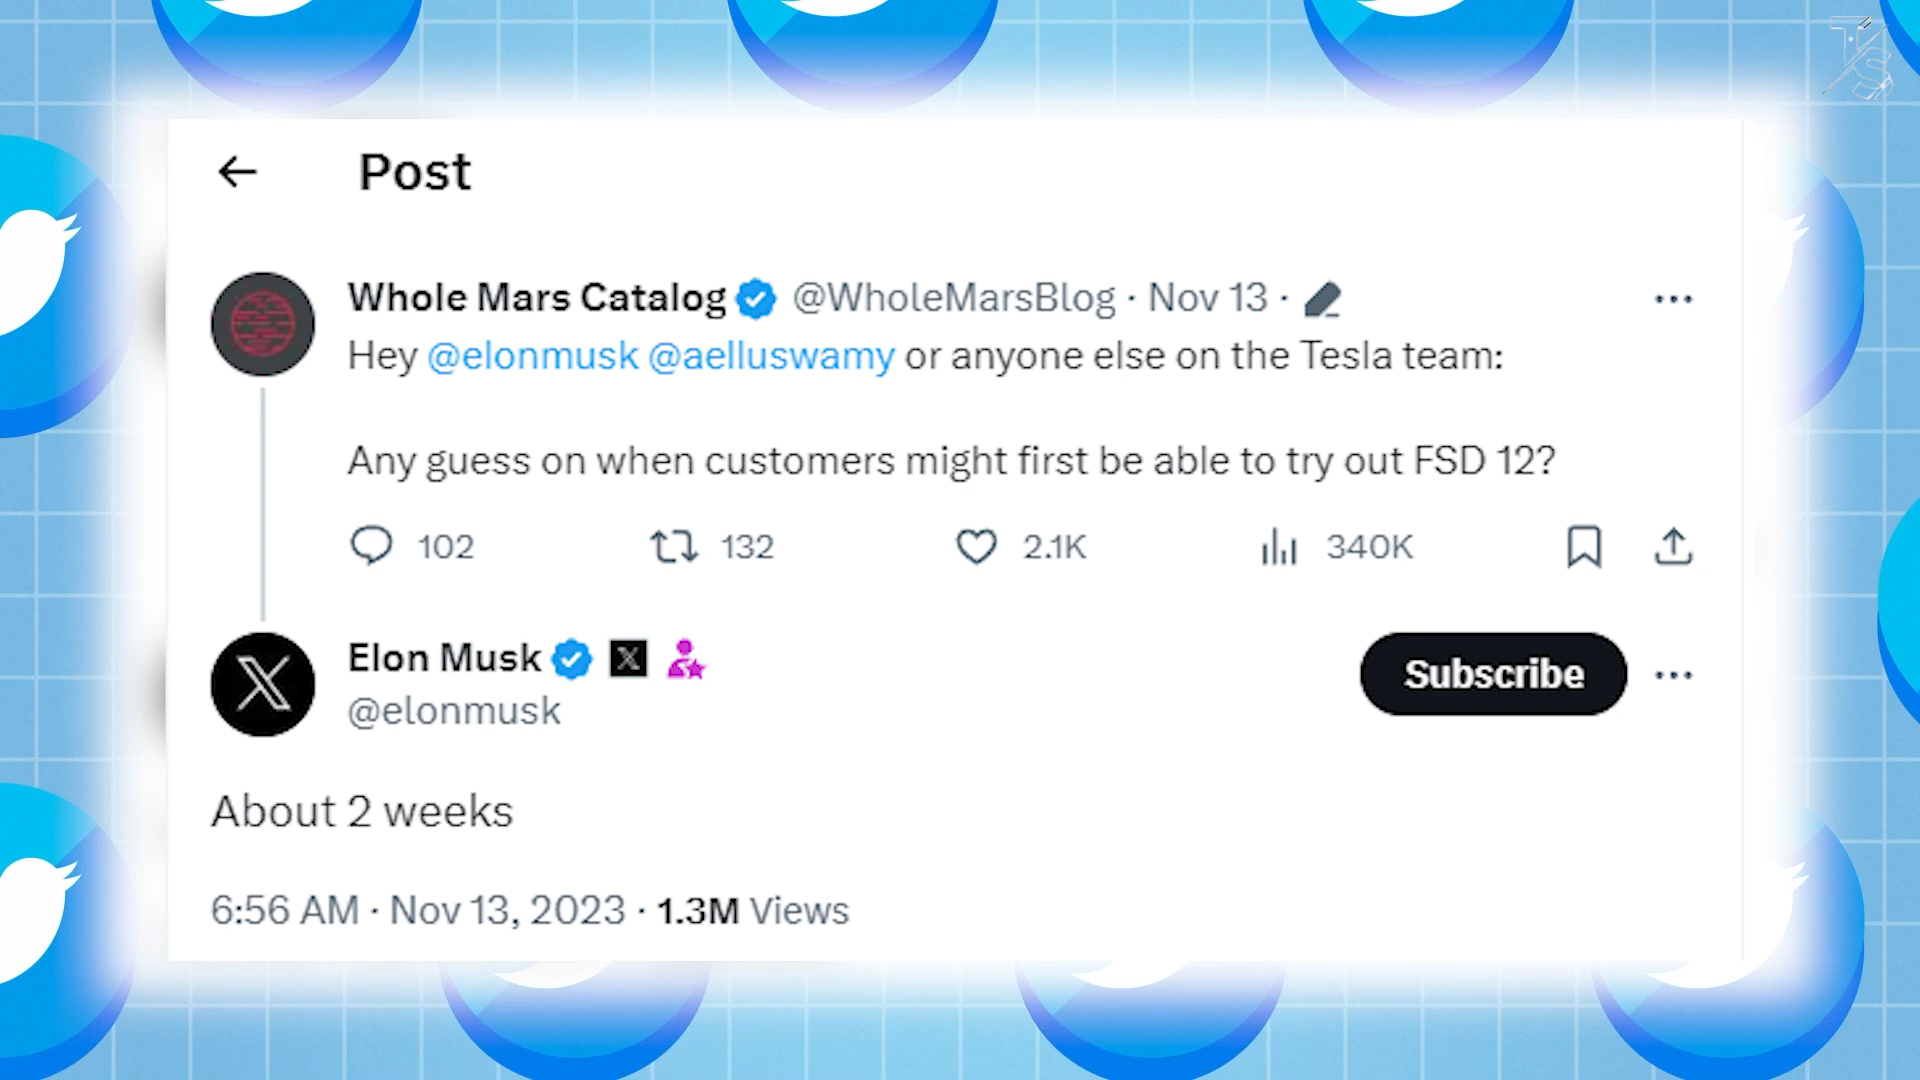 Post
Whole Mars Catalog @WholeMarsBlog · Nov 13 ·
Hey @elonmusk @aelluswamy or anyone else on the Tesla team:
Any guess on when customers might first be able to try out FSD 12?
102 132 2.1K 340K
Elon Musk
Subscribe
@elonmusk
About 2 weeks
6:56 AM · Nov 13, 2023 · 1.3M Views
TS